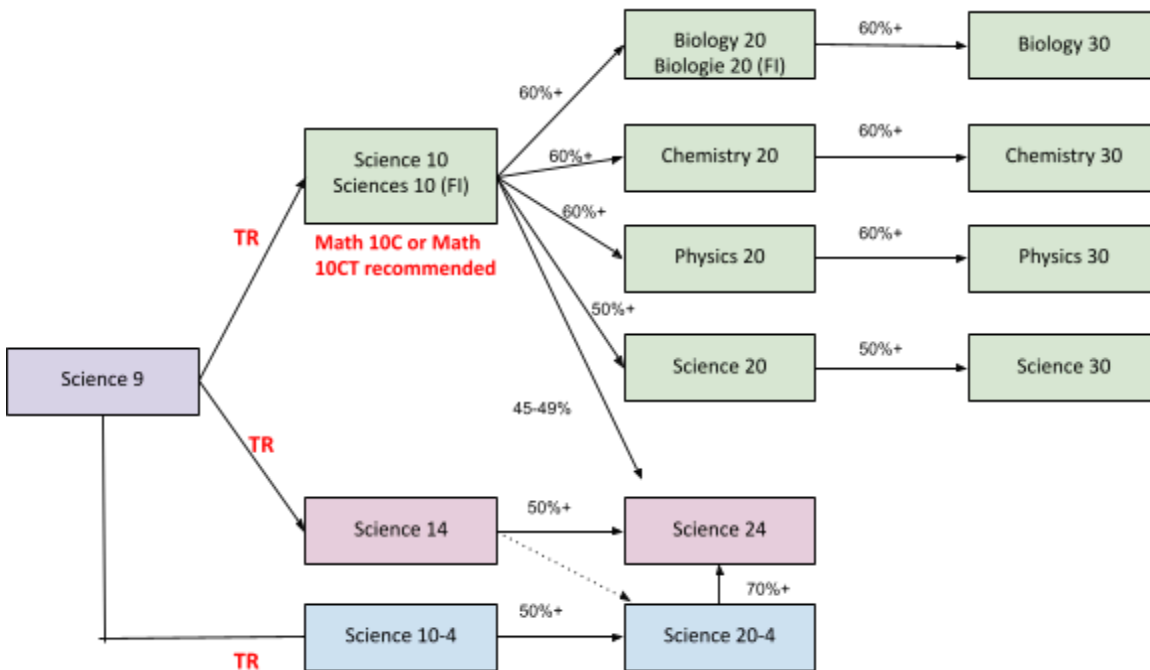 Biology 20
Biologie 20 (FI)
60%+
Biology 30
60%+
Science 10
Sciences 10 (FI)
60%+
Chemistry 20
60%+
Chemistry 30
TR
Math 10C or Math
10CT recommended
60%+
Physics 20
60%+
Physics 30
50%+
Science 20
50%+
Science 30
Science 9
45-49%
TR
Science 14
50%+
Science 24
70%+
Science 10-4
50%+
Science 20-4
TR